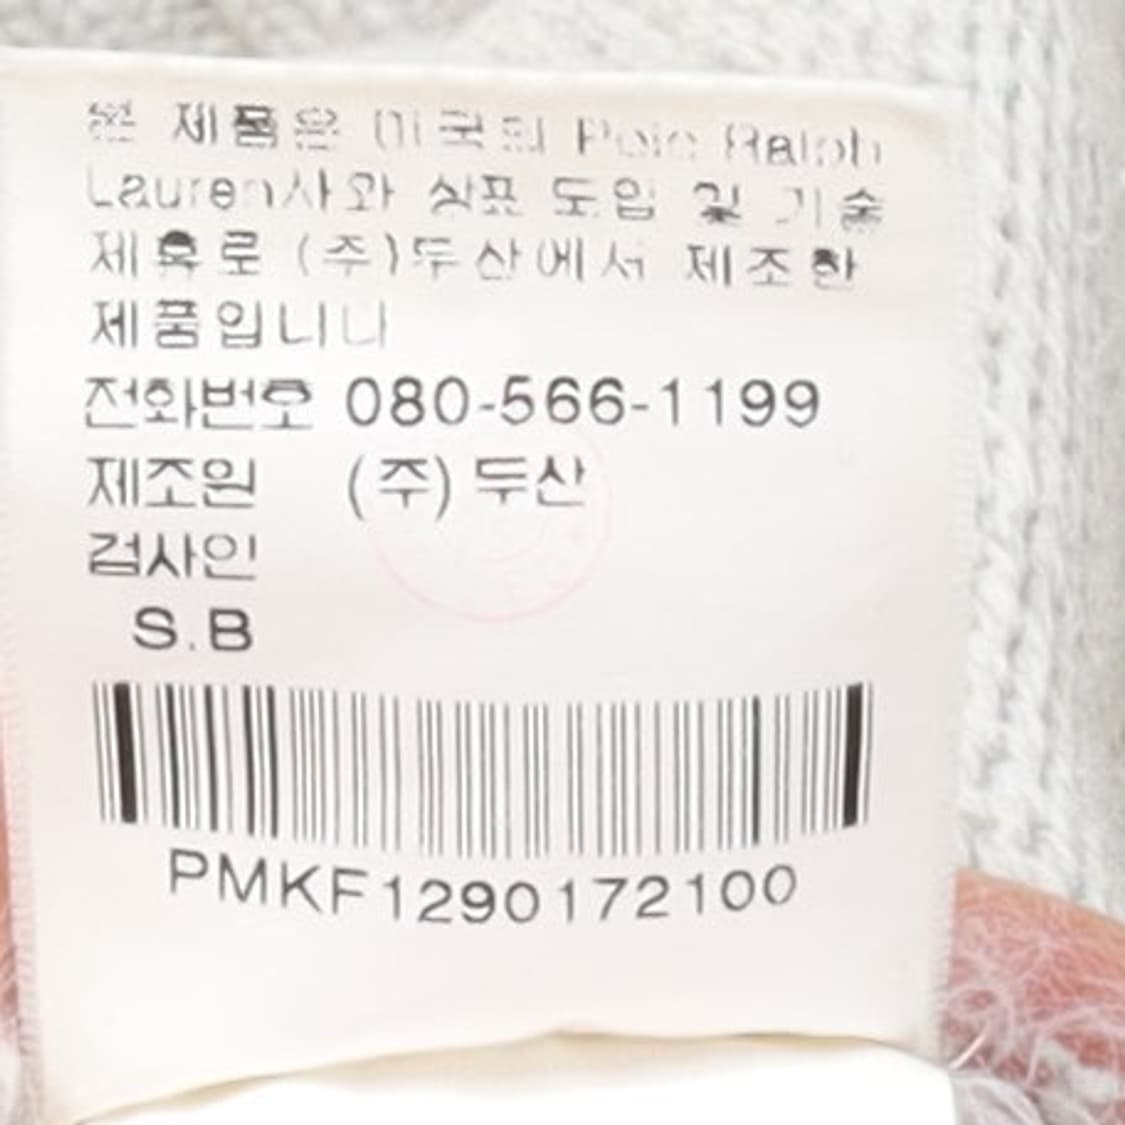 본 제품은 미국의 Polo Ralph
Lauren사와 상표 도입 및 기술
제휴로 (주)두산에서 제조한
제품입니다
전화번호 080-566-1199
제조원 (주) 두산
검사인
S.B
PMKF1290172100